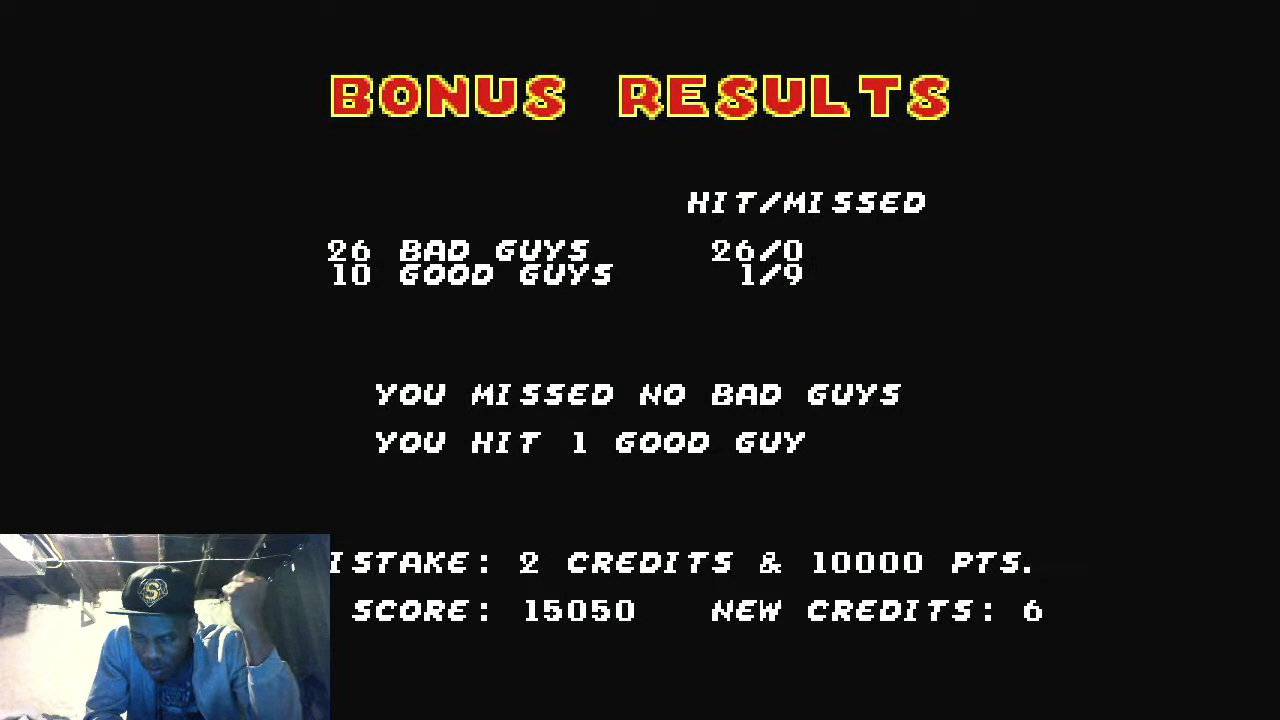 BONUS RESULTS
HIT/MISSED
26 BAD GUYS 26/0
10 GOOD GUYS 1/9
YOU MISSED NO BAD GUYS
YOU HIT 1 GOOD GUY
ISTAKE: 2 CREDITS & 10000 PTS.
SCORE: 15050 NEW CREDITS: 6
S